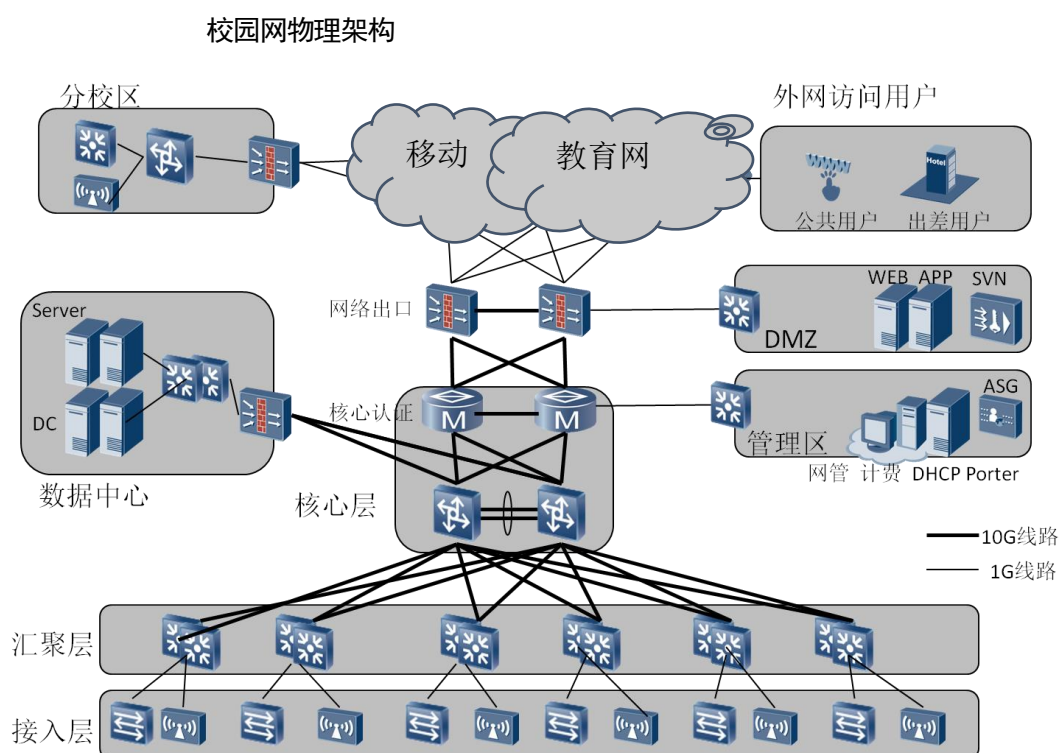 校园网物理架构
分校区
外网访问用户
移动
教育网
www
Hotel
公共用户
出差用户
网络出口
WEB
APP
SVN
DMZ
Server
DC
数据中心
核心认证
M
M
核心层
ASG
管理区
网管
计费
DHCP Porter
10G线路
1G线路
汇聚层
接入层